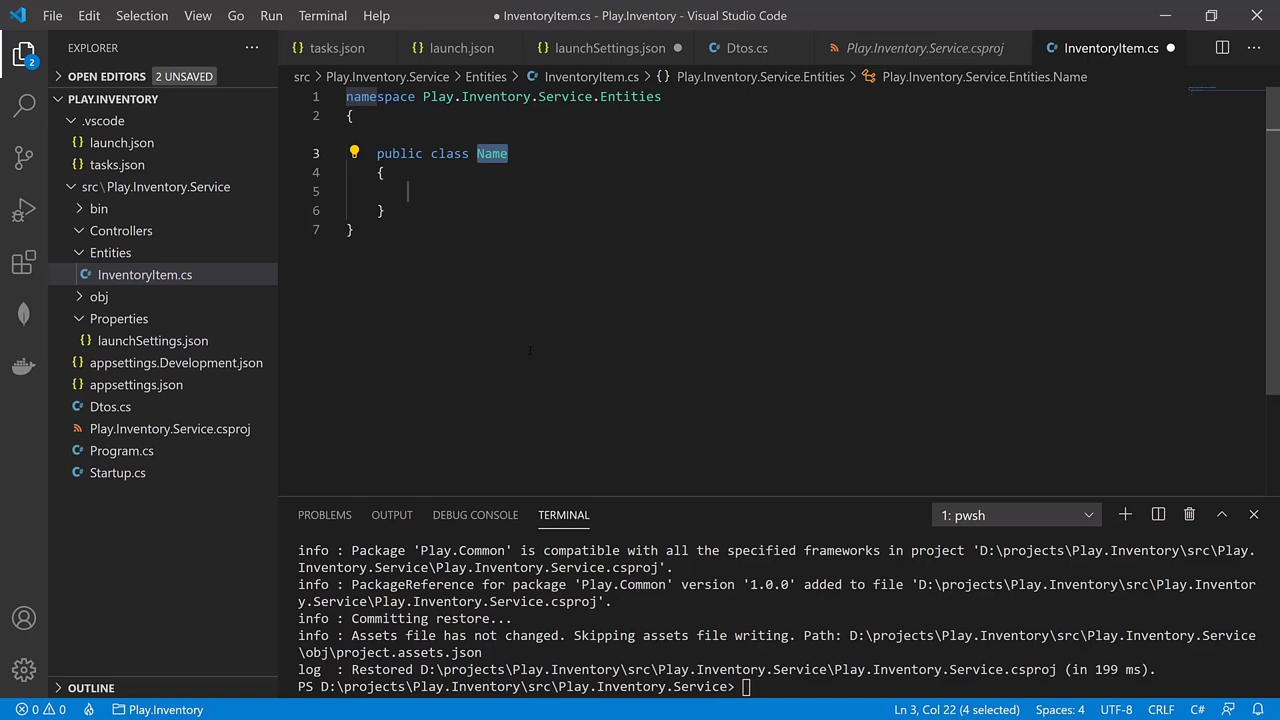 File Edit Selection View Go Run Terminal Help
● InventoryItem.cs - Play.Inventory - Visual Studio Code
EXPLORER
tasks.json
launch.json
launchSettings.json
Dtos.cs
Play.Inventory.Service.csproj
InventoryItem.cs
2
OPEN EDITORS 2 UNSAVED
PLAY.INVENTORY
.vscode
launch.json
tasks.json
src\Play.Inventory.Service
bin
Controllers
Entities
InventoryItem.cs
obj
Properties
launchSettings.json
appsettings.Development.json
appsettings.json
Dtos.cs
Play.Inventory.Service.csproj
Program.cs
Startup.cs
OUTLINE
src > Play.Inventory.Service > Entities > InventoryItem.cs > {} Play.Inventory.Service.Entities > Play.Inventory.Service.Entities.Name
1 namespace Play.Inventory.Service.Entities
2 {
3 public class Name
4 {
5
6 }
7 }
PROBLEMS OUTPUT DEBUG CONSOLE TERMINAL
1: pwsh
info : Package 'Play.Common' is compatible with all the specified frameworks in project 'D:\projects\Play.Inventory\src\Play.
Inventory.Service\Play.Inventory.Service.csproj'.
info : PackageReference for package 'Play.Common' version '1.0.0' added to file 'D:\projects\Play.Inventory\src\Play.Inventor
y.Service\Play.Inventory.Service.csproj'.
info : Committing restore...
info : Assets file has not changed. Skipping assets file writing. Path: D:\projects\Play.Inventory\src\Play.Inventory.Service
\obj\project.assets.json
log  : Restored D:\projects\Play.Inventory\src\Play.Inventory.Service\Play.Inventory.Service.csproj (in 199 ms).
PS D:\projects\Play.Inventory\src\Play.Inventory.Service>
0 0 Play.Inventory
Ln 3, Col 22 (4 selected) Spaces: 4 UTF-8 CRLF C#